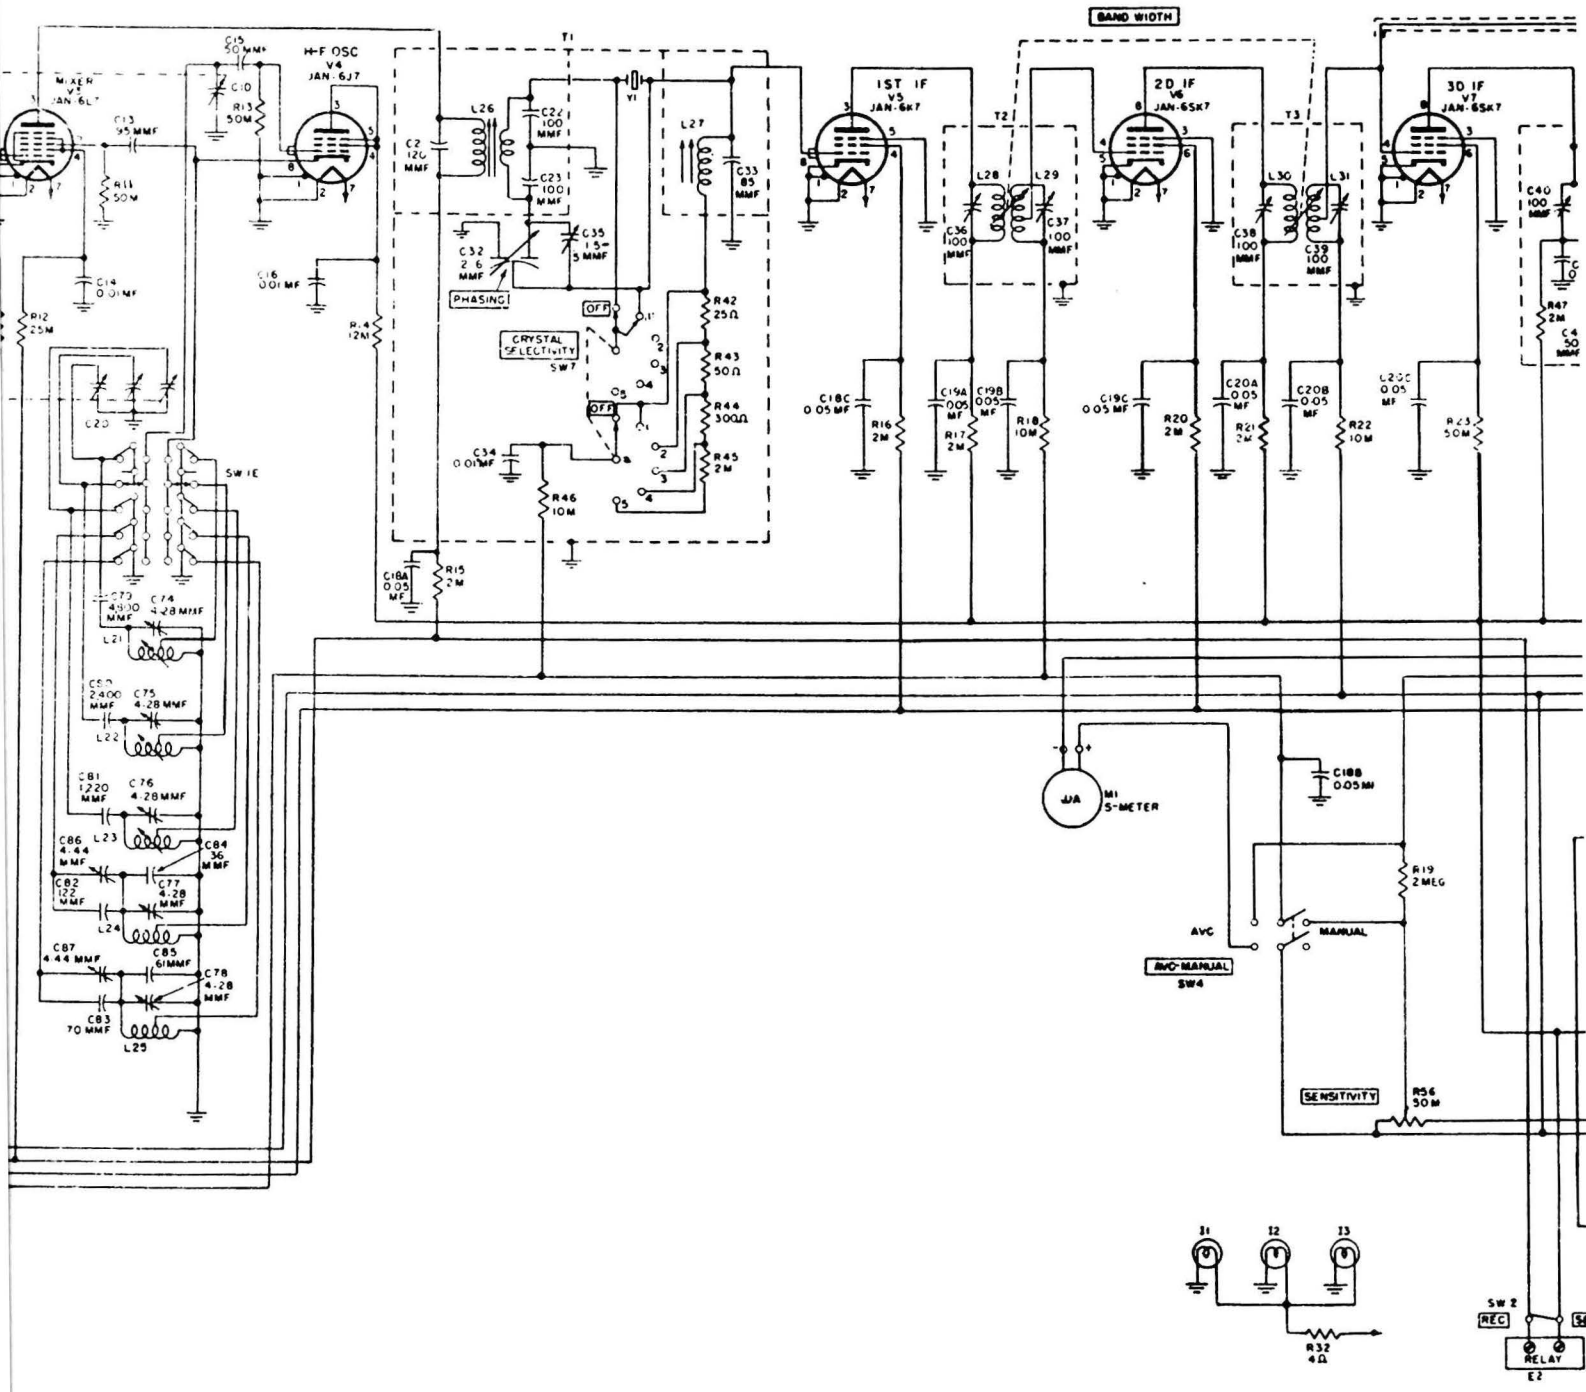 BAND WIDTH
C15
50 MMF
H-F OSC
V4
JAN-6J7
T1
MIXER
JAN-6L7
C10
R13
50M
C13
95 MMF
R11
50M
C14
0.01 MF
C16
0.01 MF
R12
25M
R14
12M
C2
120
MMF
L26
C22
100
MMF
C23
100
MMF
Y1
L27
C33
85
MMF
C32
2.6
MMF
C35
1.5-
5 MMF
PHASING
OFF
CRYSTAL
SELECTIVITY
SW7
OFF
R42
25Ω
R43
50Ω
R44
300Ω
R45
2M
C34
0.01 MF
R46
10M
C18A
0.05
MF
R15
2M
1ST IF
V5
JAN-6K7
T2
L28
L29
C36
100
MMF
C37
100
MMF
2D IF
V6
JAN-6SK7
T3
L30
L31
C38
100
MMF
C39
100
MMF
3D IF
V7
JAN-6SK7
C40
100
MMF
R47
2M
C18C
0.05 MF
R16
2M
C19A
0.05
MF
R17
2M
C19B
0.05
MF
R18
10M
C19C
0.05 MF
R20
2M
C20A
0.05
MF
R21
2M
C20B
0.05
MF
R22
10M
C20C
0.05
MF
R23
50M
C20
SW 1E
C79
4,900
MMF
C74
4-28 MMF
L21
2,400
MMF
C75
4-28 MMF
L22
C81
1,220
MMF
C76
4-28 MMF
L23
C86
4-44
MMF
C84
36
MMF
C82
122
MMF
C77
4-28
MMF
L24
C87
4-44 MMF
C85
61 MMF
C78
4-28
MMF
C83
70 MMF
L25
M1
S-METER
C18B
0.05 MF
R19
2 MEG
AVC
MANUAL
AVC-MANUAL
SW4
SENSITIVITY
R56
50M
I1
I2
I3
R32
4Ω
SW 2
REC
RELAY
E2